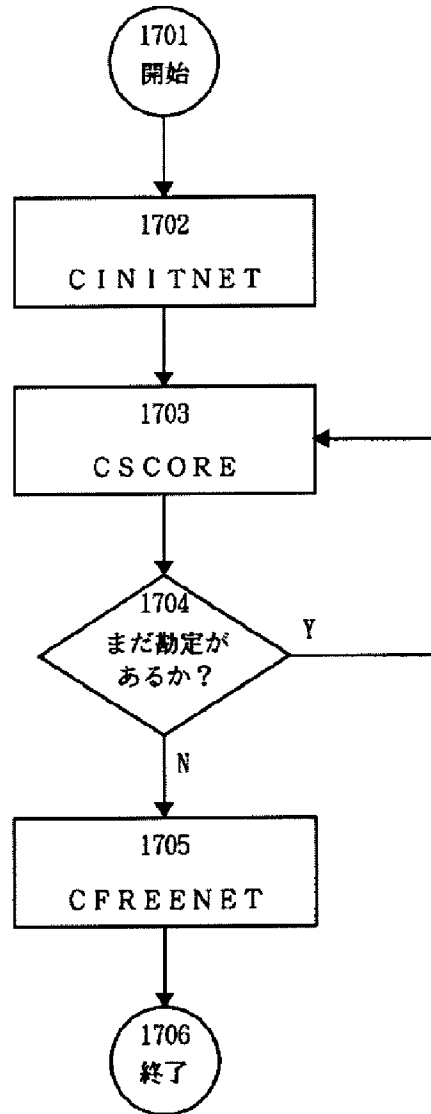 1701
開始
1702
ＣＩＮＩＴＮＥＴ
1703
ＣＳＣＯＲＥ
1704
まだ勘定が
あるか？
Y
N
1705
ＣＦＲＥＥＮＥＴ
1706
終了